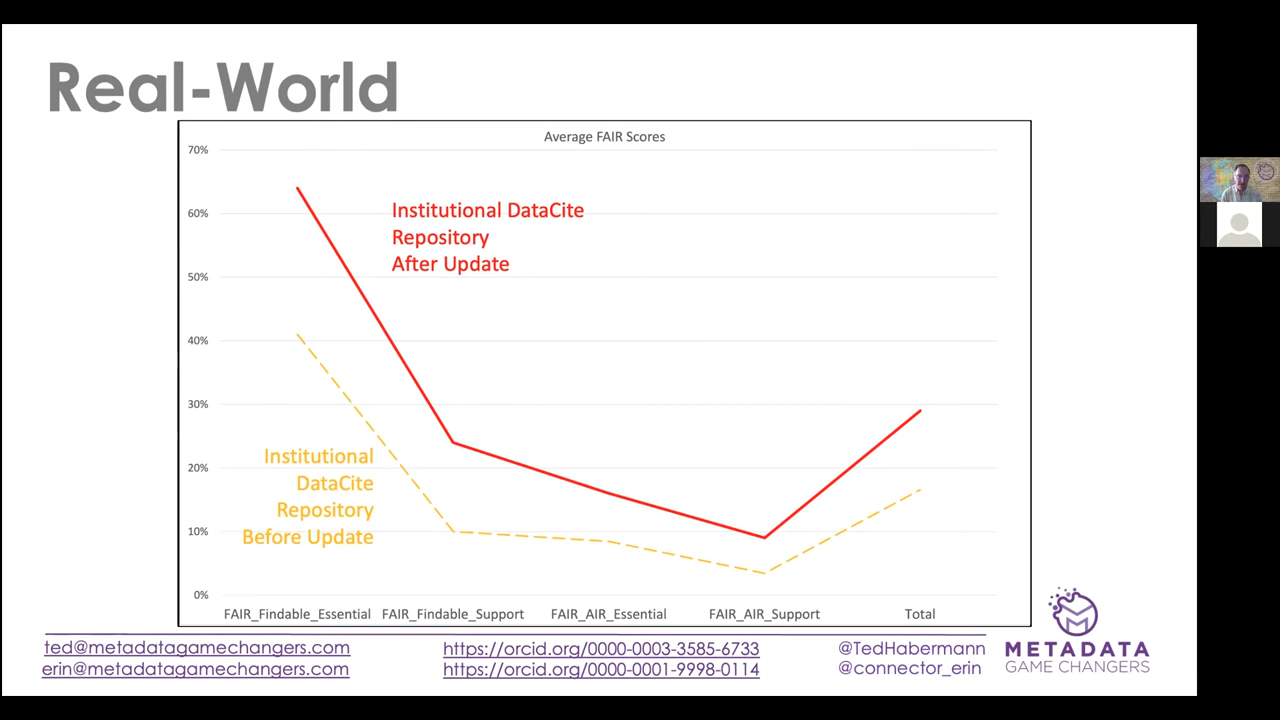 Real-World
Average FAIR Scores
70%
60%
50%
40%
30%
20%
10%
0%
Institutional DataCite
Repository
After Update
Institutional
DataCite
Repository
Before Update
FAIR_Findable_Essential FAIR_Findable_Support FAIR_AIR_Essential FAIR_AIR_Support Total
ted@metadatagamechangers.com https://orcid.org/0000-0003-3585-6733 @TedHabermann
erin@metadatagamechangers.com https://orcid.org/0000-0001-9998-0114 @connector_erin
METADATA
GAME CHANGERS